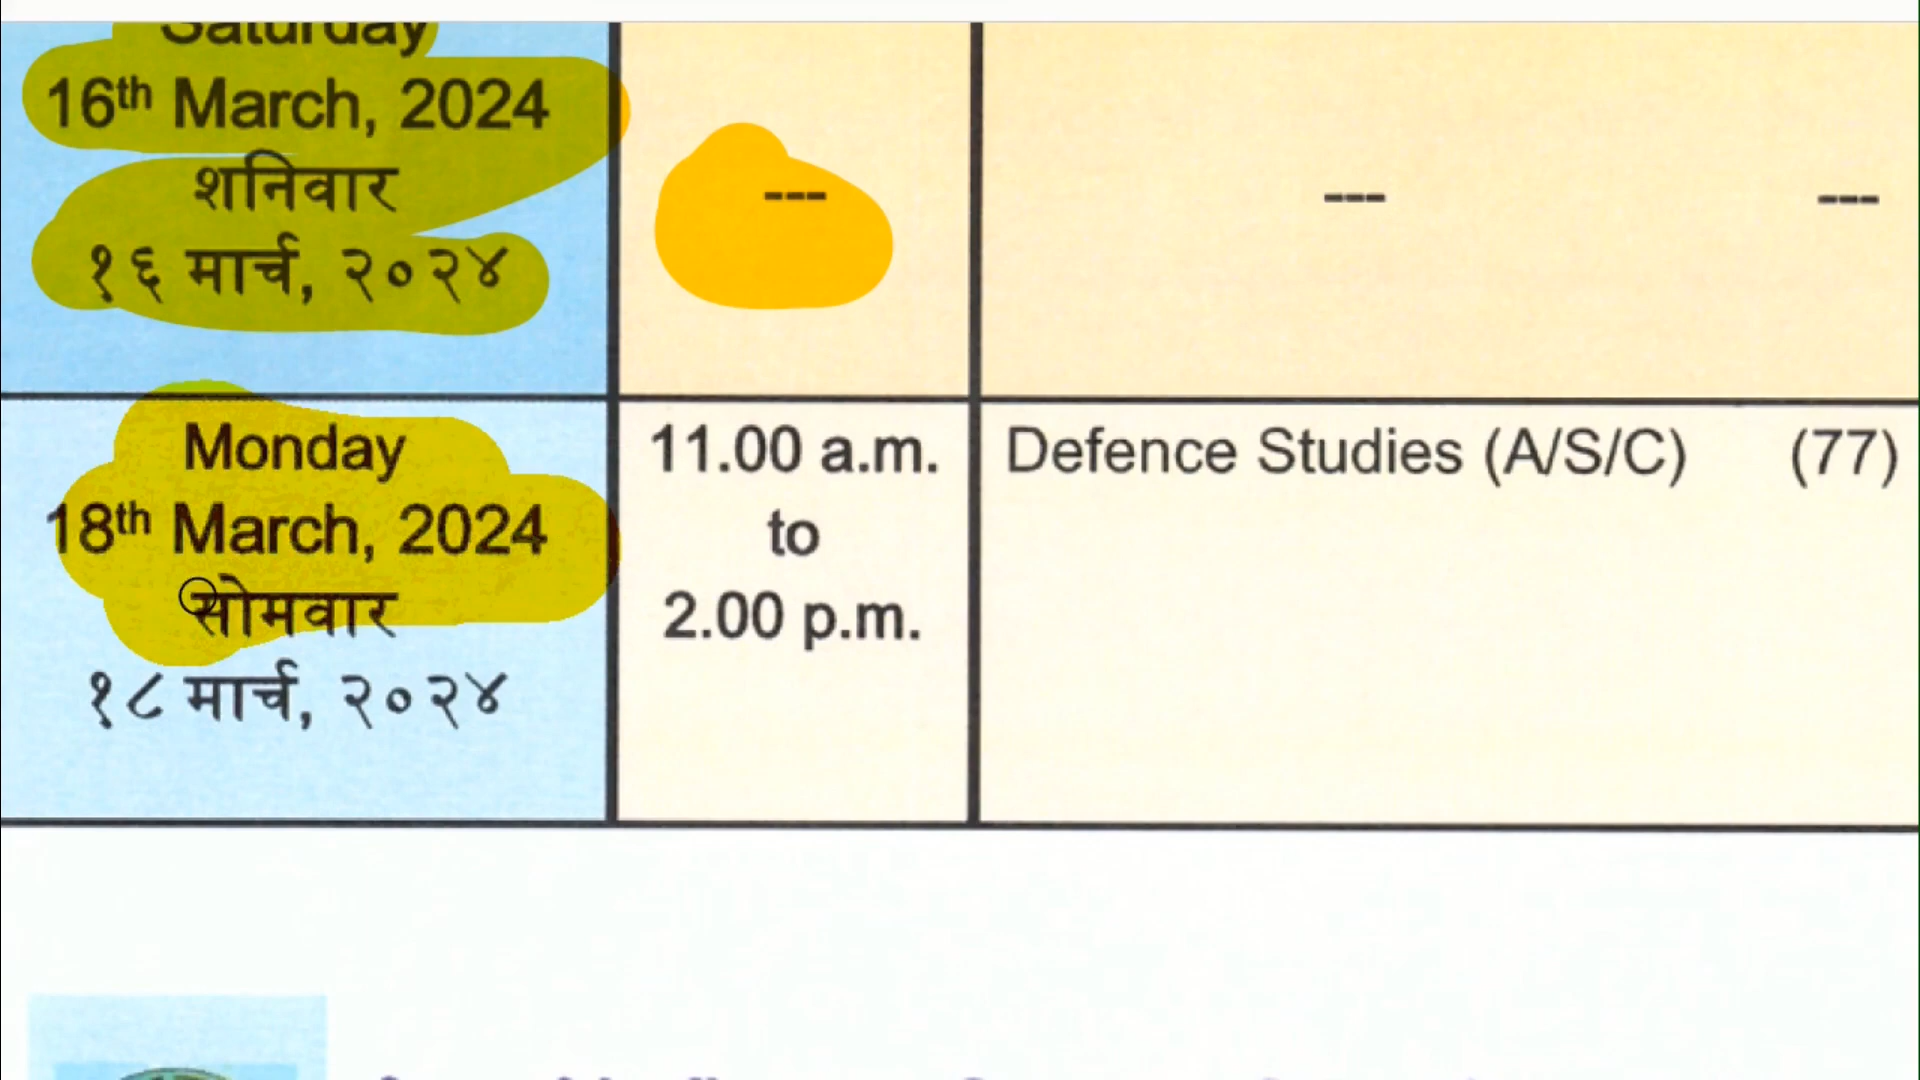 Saturday
16th March, 2024
शनिवार
१६ मार्च, २०२४
---
---
---
Monday
18th March, 2024
सोमवार
१८ मार्च, २०२४
11.00 a.m.
to
2.00 p.m.
Defence Studies (A/S/C) (77)